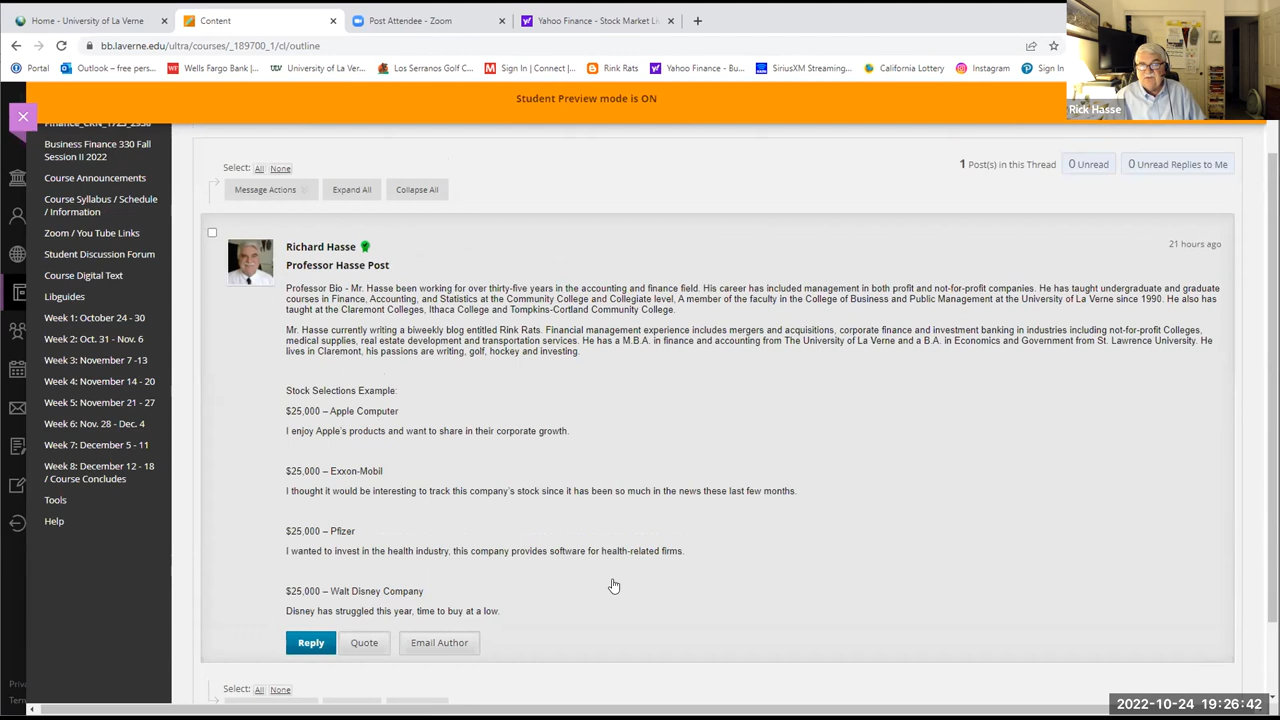 Home - University of La Verne
Content
Post Attendee - Zoom
Yahoo Finance - Stock Market Li
bb.laverne.edu/ultra/courses/_189700_1/cl/outline
Portal
Outlook – free pers...
Wells Fargo Bank |...
University of La Ver...
Los Serranos Golf C...
Sign In | Connect |...
Rink Rats
Yahoo Finance - Bu...
SiriusXM Streaming...
California Lottery
Instagram
Sign In
Rick Hasse
Student Preview mode is ON
Business Finance 330 Fall
Session II 2022
Course Announcements
Course Syllabus / Schedule
/ Information
Zoom / You Tube Links
Student Discussion Forum
Course Digital Text
Libguides
Week 1: October 24 - 30
Week 2: Oct. 31 - Nov. 6
Week 3: November 7 -13
Week 4: November 14 - 20
Week 5: November 21 - 27
Week 6: Nov. 28 - Dec. 4
Week 7: December 5 - 11
Week 8: December 12 - 18
/ Course Concludes
Tools
Help
Select: All None
1 Post(s) in this Thread
0 Unread
0 Unread Replies to Me
Message Actions
Expand All
Collapse All
Richard Hasse
21 hours ago
Professor Hasse Post
Professor Bio - Mr. Hasse been working for over thirty-five years in the accounting and finance field. His career has included management in both profit and not-for-profit companies. He has taught undergraduate and graduate
courses in Finance, Accounting, and Statistics at the Community College and Collegiate level, A member of the faculty in the College of Business and Public Management at the University of La Verne since 1990. He also has
taught at the Claremont Colleges, Ithaca College and Tompkins-Cortland Community College.
Mr. Hasse currently writing a biweekly blog entitled Rink Rats. Financial management experience includes mergers and acquisitions, corporate finance and investment banking in industries including not-for-profit Colleges,
medical supplies, real estate development and transportation services. He has a M.B.A. in finance and accounting from The University of La Verne and a B.A. in Economics and Government from St. Lawrence University. He
lives in Claremont, his passions are writing, golf, hockey and investing.
Stock Selections Example:
$25,000 – Apple Computer
I enjoy Apple's products and want to share in their corporate growth.
$25,000 – Exxon-Mobil
I thought it would be interesting to track this company's stock since it has been so much in the news these last few months.
$25,000 – Pfizer
I wanted to invest in the health industry, this company provides software for health-related firms.
$25,000 – Walt Disney Company
Disney has struggled this year, time to buy at a low.
Reply
Quote
Email Author
Select: All None
Priva
Term
2022-10-24 19:26:42